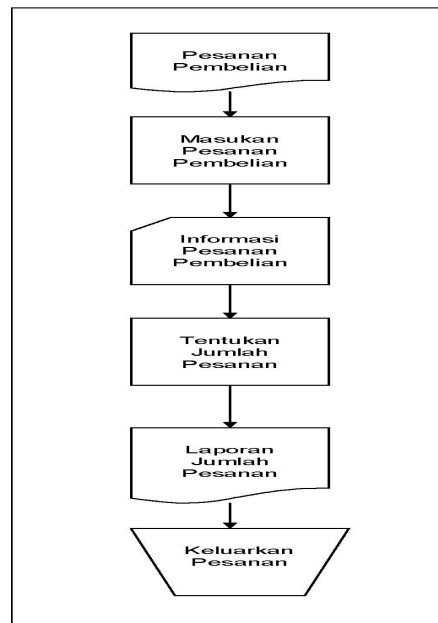 Pesanan
Pembelian
Masukan
Pesanan
Pembelian
Informasi
Pesanan
Pembelian
Tentukan
Jumlah
Pesanan
Laporan
Jumlah
Pesanan
Keluarkan
Pesanan